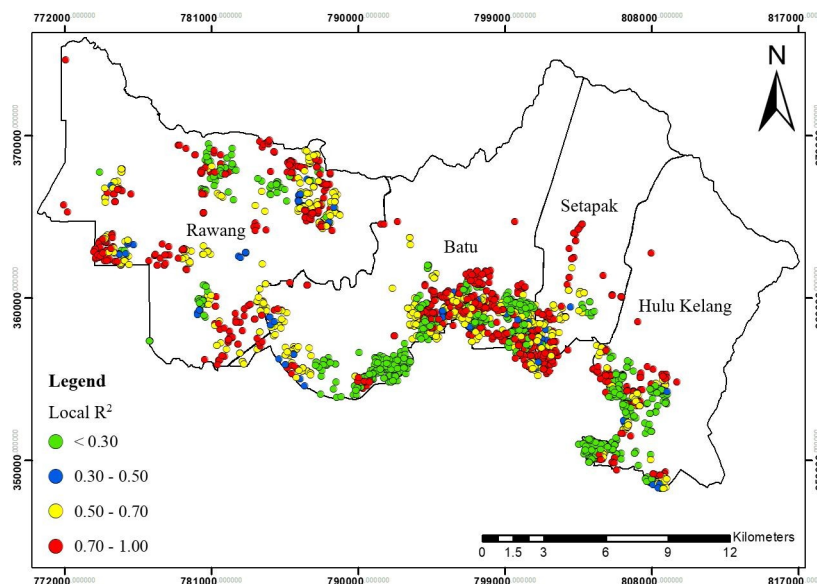 772000.000000 781000.000000 790000.000000 799000.000000 808000.000000 817000.000000
N
370000
Rawang
Setapak
Batu
Hulu Kelang
360000
Legend
Local R²
< 0.30
0.30 - 0.50
0.50 - 0.70
0.70 - 1.00
350000
Kilometers
0 1.5 3 6 9 12
772000.000000 781000.000000 790000.000000 799000.000000 808000.000000 817000.000000